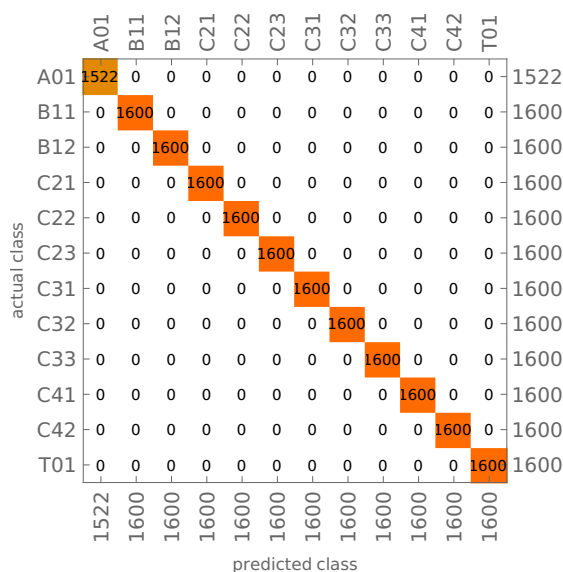 A01 B11 B12 C21 C22 C23 C31 C32 C33 C41 C42 T01
A01 1522 0 0 0 0 0 0 0 0 0 0 0 1522
B11 0 1600 0 0 0 0 0 0 0 0 0 0 1600
B12 0 0 1600 0 0 0 0 0 0 0 0 0 1600
C21 0 0 0 1600 0 0 0 0 0 0 0 0 1600
C22 0 0 0 0 1600 0 0 0 0 0 0 0 1600
C23 0 0 0 0 0 1600 0 0 0 0 0 0 1600
C31 0 0 0 0 0 0 1600 0 0 0 0 0 1600
C32 0 0 0 0 0 0 0 1600 0 0 0 0 1600
C33 0 0 0 0 0 0 0 0 1600 0 0 0 1600
C41 0 0 0 0 0 0 0 0 0 1600 0 0 1600
C42 0 0 0 0 0 0 0 0 0 0 1600 0 1600
T01 0 0 0 0 0 0 0 0 0 0 0 1600 1600
1522 1600 1600 1600 1600 1600 1600 1600 1600 1600 1600 1600
actual class
predicted class